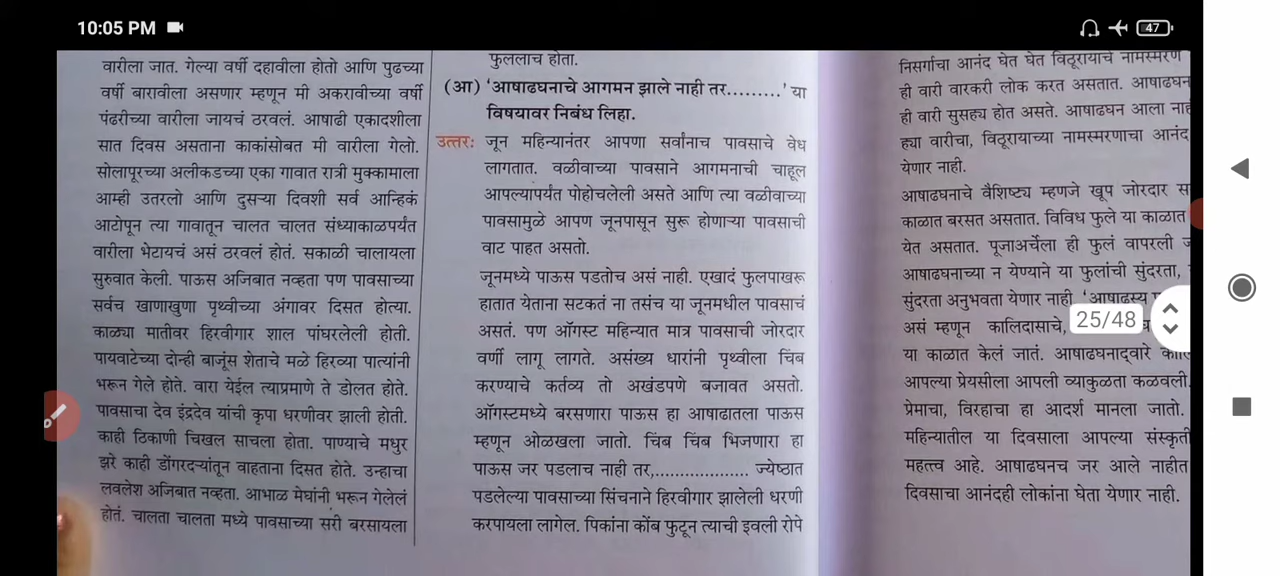 10:05 PM
47
वारीला जात. गेल्या वर्षी दहावीला होतो आणि पुढच्या
वर्षी बारावीला असणार म्हणून मी अकरावीच्या वर्षी
पंढरीच्या वारीला जायचं ठरवलं. आषाढी एकादशीला
सात दिवस असताना काकांसोबत मी वारीला गेलो.
सोलापूरच्या अलीकडच्या एका गावात रात्री मुक्कामाला
आम्ही उतरलो आणि दुसऱ्या दिवशी सर्व आन्हिकं
आटोपून त्या गावातून चालत चालत संध्याकाळपर्यंत
वारीला भेटायचं असं ठरवलं होतं. सकाळी चालायला
सुरुवात केली. पाऊस अजिबात नव्हता पण पावसाच्या
सर्वच खाणाखुणा पृथ्वीच्या अंगावर दिसत होत्या.
काळ्या मातीवर हिरवीगार शाल पांघरलेली होती.
पायवाटेच्या दोन्ही बाजूंस शेताचे मळे हिरव्या पात्यांनी
भरून गेले होते. वारा येईल त्याप्रमाणे ते डोलत होते.
पावसाचा देव इंद्रदेव यांची कृपा धरणीवर झाली होती.
काही ठिकाणी चिखल साचला होता. पाण्याचे मधुर
झरे काही डोंगरदऱ्यांतून वाहताना दिसत होते. उन्हाचा
लवलेश अजिबात नव्हता. आभाळ मेघांनी भरून गेलेलं
होतं. चालता चालता मध्ये पावसाच्या सरी बरसायला
फुललाच होता.
(आ) 'आषाढघनाचे आगमन झाले नाही तर.........' या
विषयावर निबंध लिहा.
उत्तरः जून महिन्यानंतर आपणा सर्वांनाच पावसाचे वेध
लागतात. वळीवाच्या पावसाने आगमनाची चाहूल
आपल्यापर्यंत पोहोचलेली असते आणि त्या वळीवाच्या
पावसामुळे आपण जूनपासून सुरू होणाऱ्या पावसाची
वाट पाहत असतो.
जूनमध्ये पाऊस पडतोच असं नाही. एखादं फुलपाखरू
हातात येताना सटकतं ना तसंच या जूनमधील पावसाचं
असतं. पण ऑगस्ट महिन्यात मात्र पावसाची जोरदार
वर्णी लागू लागते. असंख्य धारांनी पृथ्वीला चिंब
करण्याचे कर्तव्य तो अखंडपणे बजावत असतो.
ऑगस्टमध्ये बरसणारा पाऊस हा आषाढातला पाऊस
म्हणून ओळखला जातो. चिंब चिंब भिजणारा हा
पाऊस जर पडलाच नाही तर,................... ज्येष्ठात
पडलेल्या पावसाच्या सिंचनाने हिरवीगार झालेली धरणी
करपायला लागेल. पिकांना कोंब फुटून त्याची इवली रोपे
निसर्गाचा आनंद घेत घेत विठूरायाचे नामस्मरण
ही वारी वारकरी लोक करत असतात. आषाढघन
ही वारी सुसह्य होत असते. आषाढघन आला नाह
ह्या वारीचा, विठूरायाच्या नामस्मरणाचा आनंद
येणार नाही.
आषाढघनाचे वैशिष्ट्य म्हणजे खूप जोरदार स
काळात बरसत असतात. विविध फुले या काळात
येत असतात. पूजाअर्चेला ही फुलं वापरली
आषाढघनाच्या न येण्याने या फुलांची सुंदरता,
सुंदरता अनुभवता येणार नाही. 'आषाढस्य
असं म्हणून कालिदासाचे,
25/48
या काळात केलं जातं. आषाढघनाद्वारे
आपल्या प्रेयसीला आपली व्याकुळता कळवली.
प्रेमाचा, विरहाचा हा आदर्श मानला जातो.
महिन्यातील या दिवसाला आपल्या संस्कृती
महत्त्व आहे. आषाढघनच जर आले नाहीत
दिवसाचा आनंदही लोकांना घेता येणार नाही.